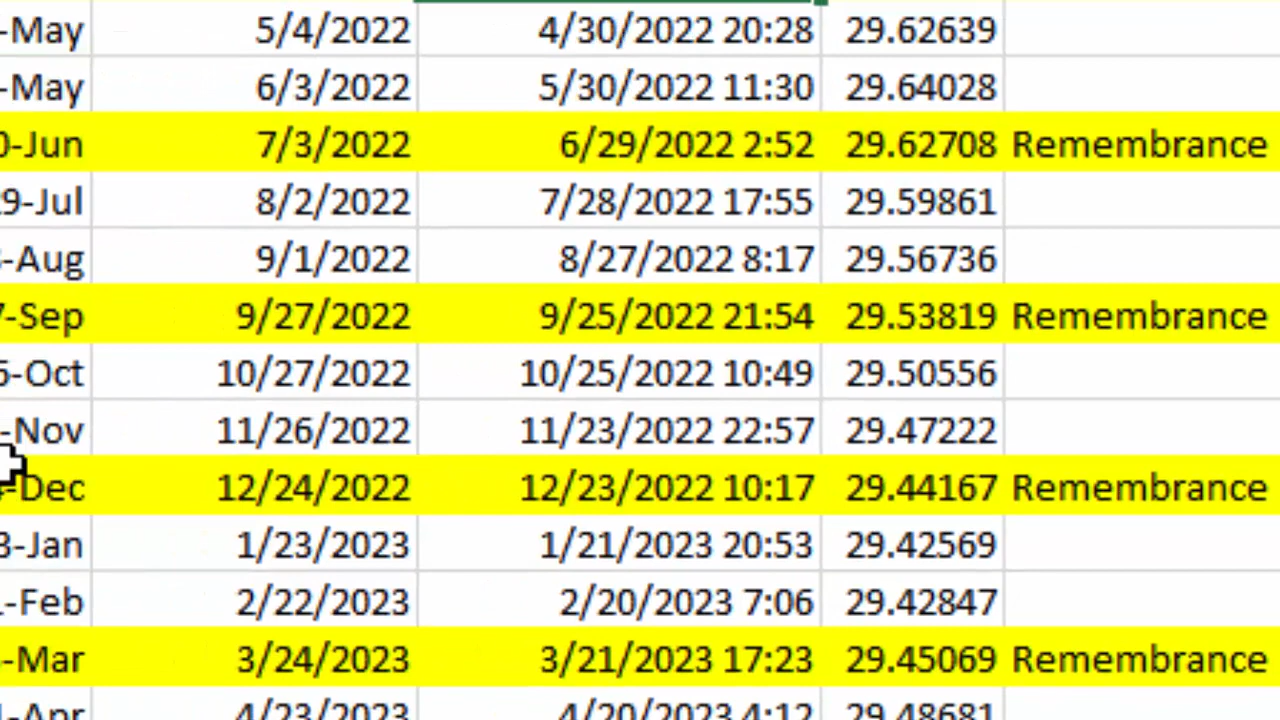 -May 5/4/2022 4/30/2022 20:28 29.62639
-May 6/3/2022 5/30/2022 11:30 29.64028
0-Jun 7/3/2022 6/29/2022 2:52 29.62708 Remembrance
9-Jul 8/2/2022 7/28/2022 17:55 29.59861
-Aug 9/1/2022 8/27/2022 8:17 29.56736
7-Sep 9/27/2022 9/25/2022 21:54 29.53819 Remembrance
-Oct 10/27/2022 10/25/2022 10:49 29.50556
-Nov 11/26/2022 11/23/2022 22:57 29.47222
-Dec 12/24/2022 12/23/2022 10:17 29.44167 Remembrance
3-Jan 1/23/2023 1/21/2023 20:53 29.42569
-Feb 2/22/2023 2/20/2023 7:06 29.42847
-Mar 3/24/2023 3/21/2023 17:23 29.45069 Remembrance
-Apr 4/23/2023 4/20/2023 4:12 29.48681